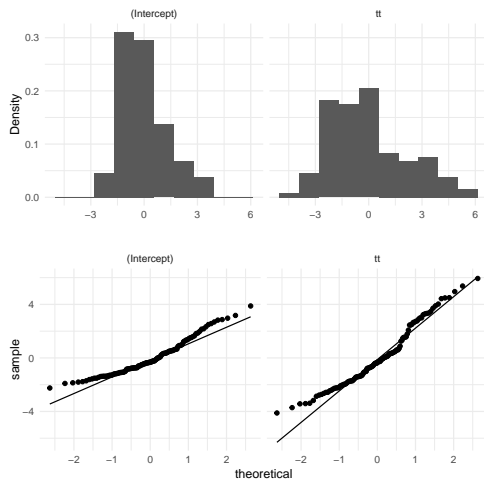 (Intercept) tt
Density
0.3
0.2
0.1
0.0
−3 0 3 6 −3 0 3 6
(Intercept) tt
sample
4
0
−4
−2 −1 0 1 2 −2 −1 0 1 2
theoretical